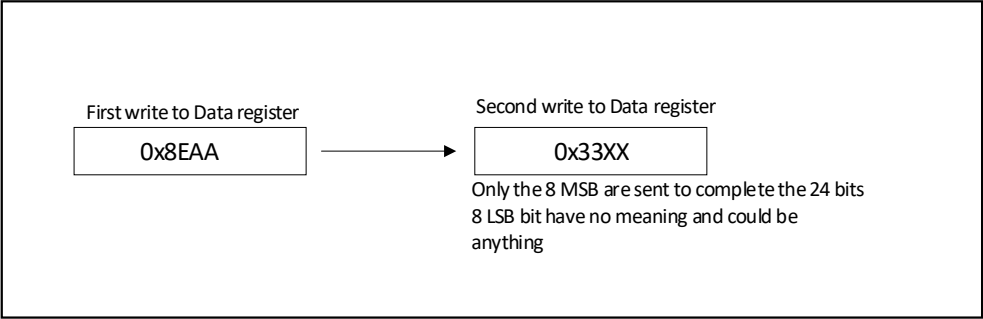 First write to Data register
0x8EAA
Second write to Data register
0x33XX
Only the 8 MSB are sent to complete the 24 bits
8 LSB bit have no meaning and could be
anything